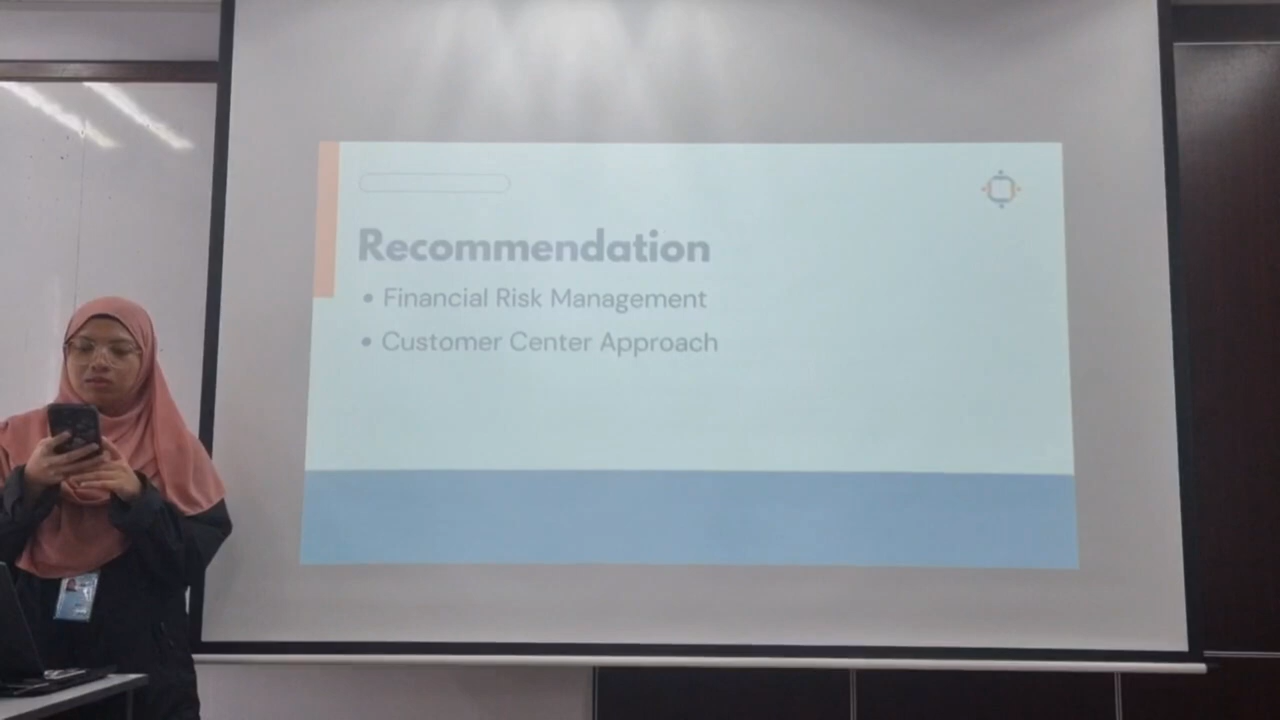 Recommendation
• Financial Risk Management
• Customer Center Approach